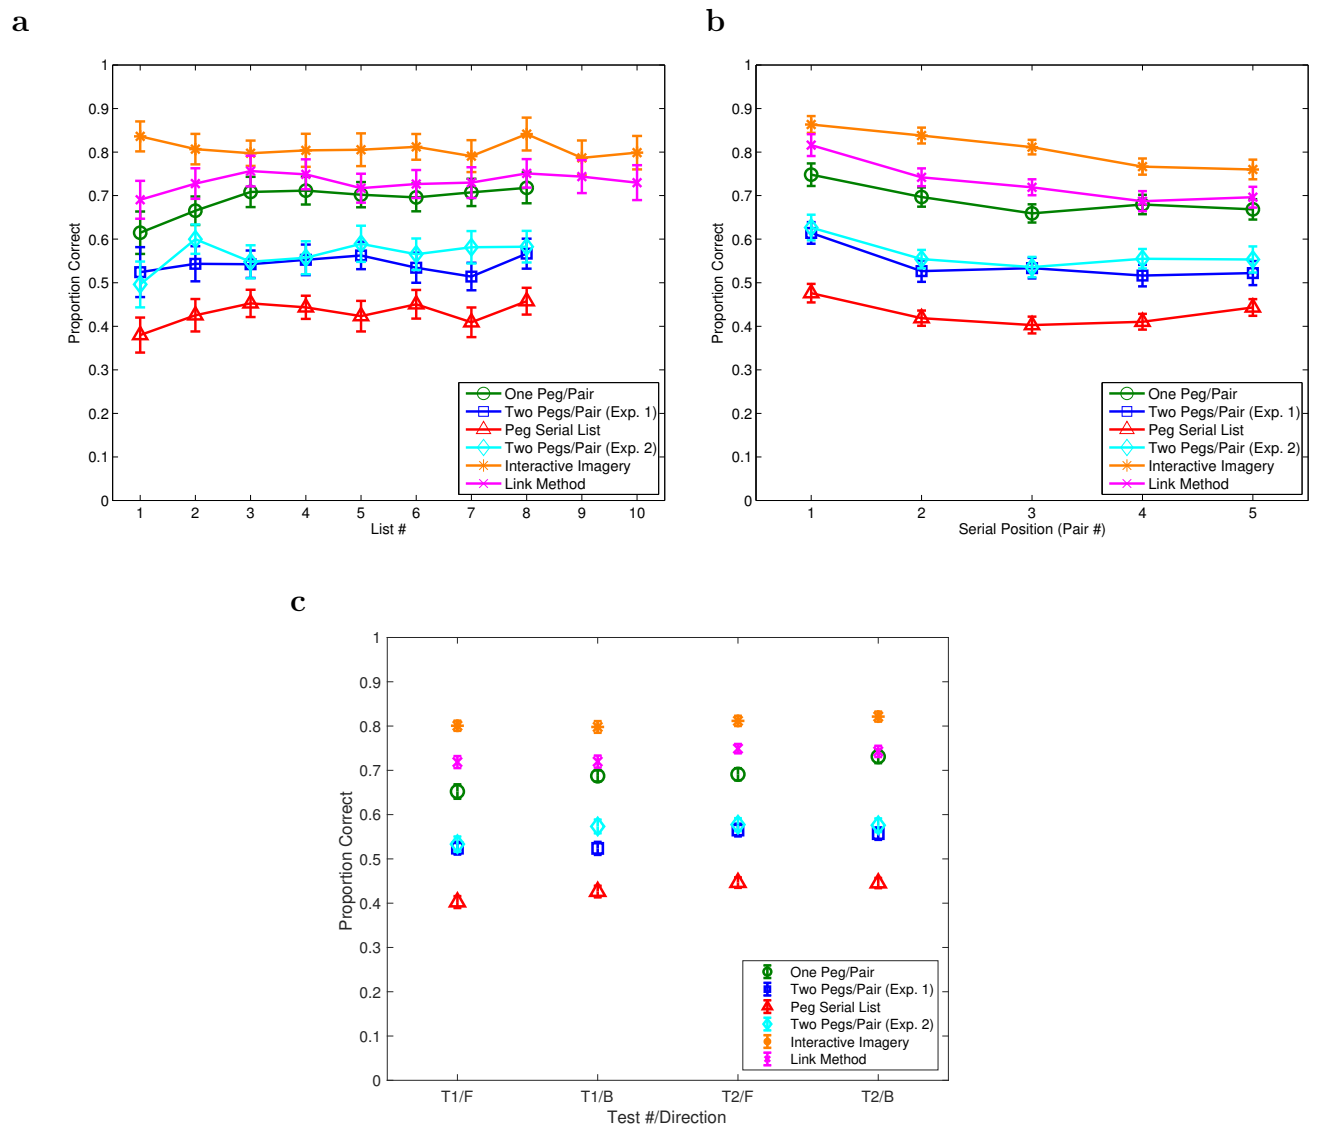 a
1
0.9
0.8
0.7
0.6
0.5
0.4
0.3
0.2
0.1
0
Proportion Correct
1 2 3 4 5 6 7 8 9 10
List #
One Peg/Pair
Two Pegs/Pair (Exp. 1)
Peg Serial List
Two Pegs/Pair (Exp. 2)
Interactive Imagery
Link Method
b
1
0.9
0.8
0.7
0.6
0.5
0.4
0.3
0.2
0.1
0
Proportion Correct
1 2 3 4 5
Serial Position (Pair #)
One Peg/Pair
Two Pegs/Pair (Exp. 1)
Peg Serial List
Two Pegs/Pair (Exp. 2)
Interactive Imagery
Link Method
c
1
0.9
0.8
0.7
0.6
0.5
0.4
0.3
0.2
0.1
0
Proportion Correct
T1/F T1/B T2/F T2/B
Test #/Direction
One Peg/Pair
Two Pegs/Pair (Exp. 1)
Peg Serial List
Two Pegs/Pair (Exp. 2)
Interactive Imagery
Link Method